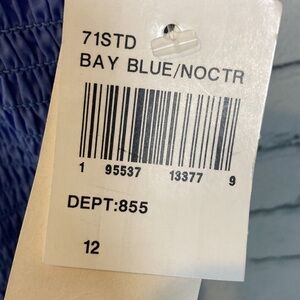 71STD
BAY BLUE/NOCTR
1 95537 13377 9
DEPT:855
12